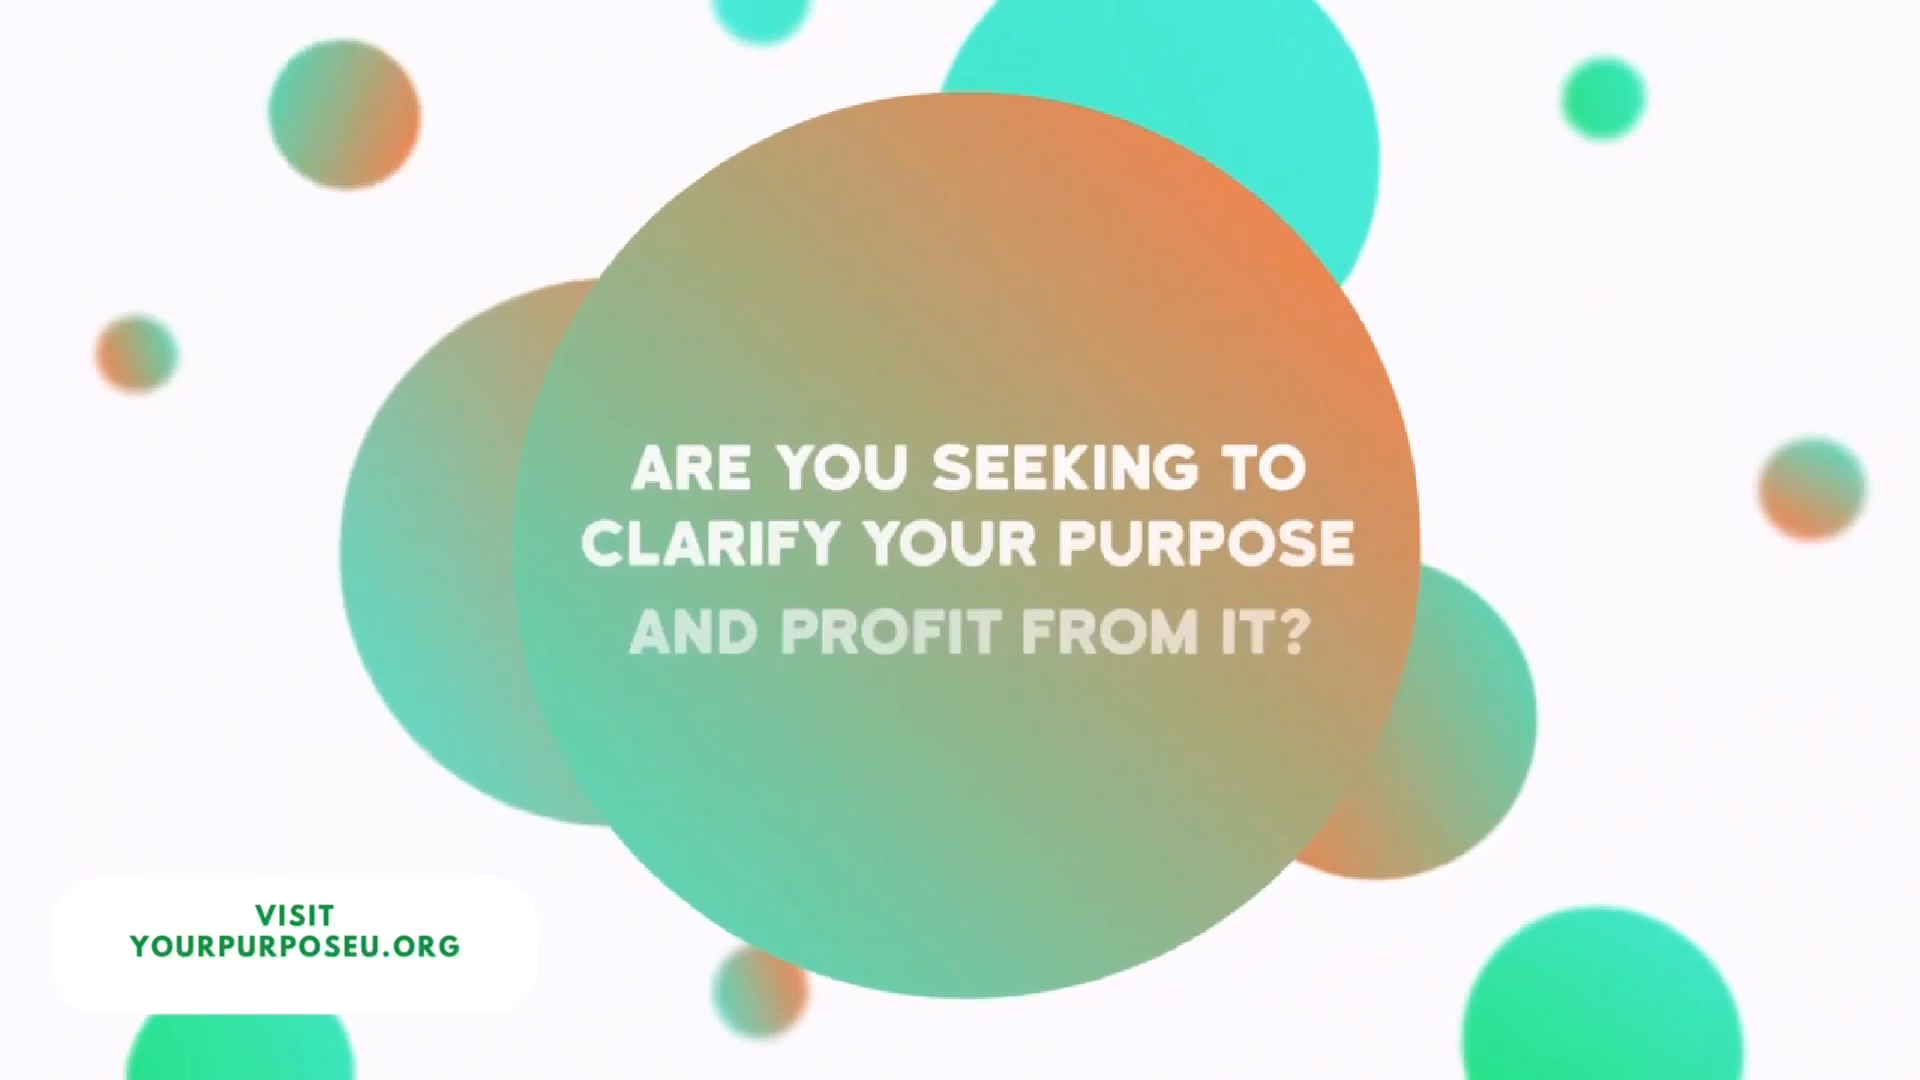 ARE YOU SEEKING TO
CLARIFY YOUR PURPOSE
AND PROFIT FROM IT?
VISIT
YOURPURPOSEU.ORG